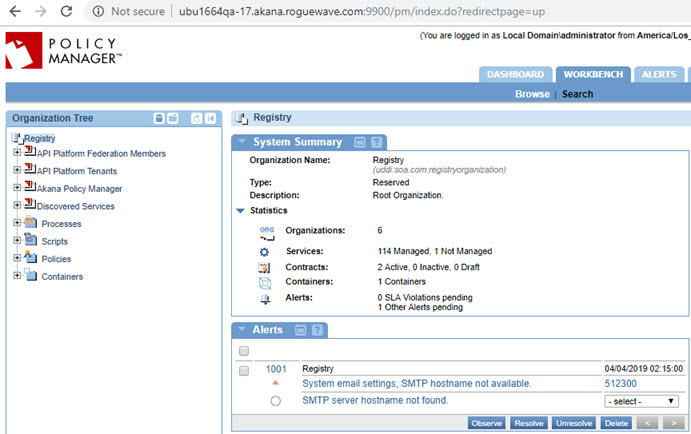 Not secure | ubu1664qa-17.akana.roguewave.com:9900/pm/index.do?redirectpage=up
POLICY
MANAGER™
(You are logged in as Local Domain\administrator from America/Los_
DASHBOARD WORKBENCH ALERTS
Browse | Search
Organization Tree
Registry
API Platform Federation Members
API Platform Tenants
Akana Policy Manager
Discovered Services
Processes
Scripts
Policies
Containers
Registry
System Summary
Organization Name: Registry
(uddi:soa.com:registryorganization)
Type: Reserved
Description: Root Organization.
Statistics
ORG Organizations: 6
Services: 114 Managed, 1 Not Managed
Contracts: 2 Active, 0 Inactive, 0 Draft
Containers: 1 Containers
Alerts: 0 SLA Violations pending
1 Other Alerts pending
Alerts
1001 Registry 04/04/2019 02:15:00
System email settings, SMTP hostname not available. 512300
SMTP server hostname not found. - select -
Observe Resolve Unresolve Delete < >